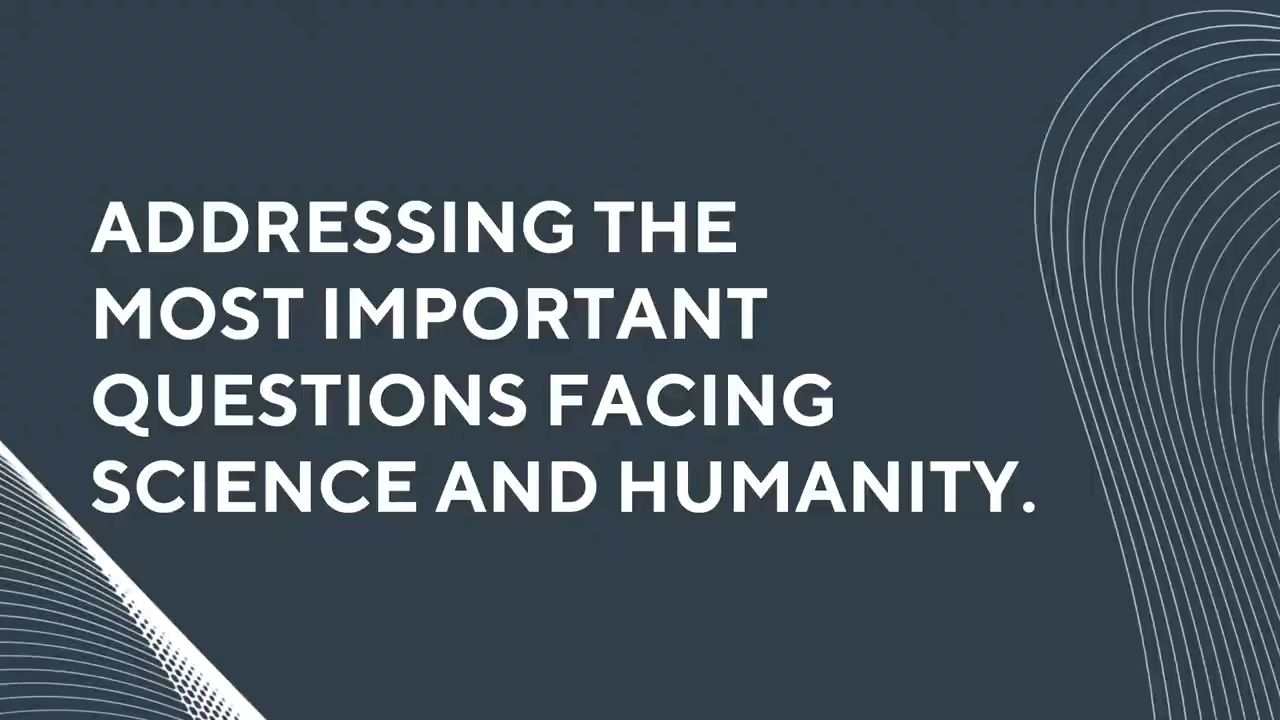 ADDRESSING THE
MOST IMPORTANT
QUESTIONS FACING
SCIENCE AND HUMANITY.